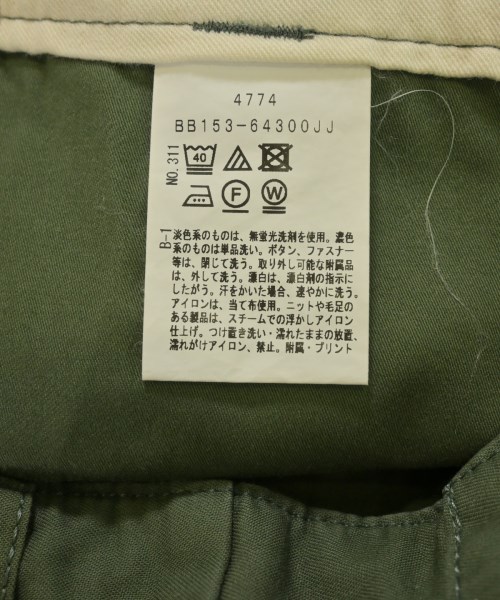 4774
BB153-64300JJ
NO.311
40
F
W
B-1
淡色系のものは、無蛍光洗剤を使用。濃色
系のものは単品洗い。ボタン、ファスナー
等は、閉じて洗う。取り外し可能な附属品
は、外して洗う。漂白は、漂白剤の指示に
したがう。汗をかいた場合、速やかに洗う。
アイロンは、当て布使用。ニットや毛足の
ある製品は、スチームでの浮かしアイロン
仕上げ。つけ置き洗い・濡れたままの放置、
濡れがけアイロン、禁止。附属・プリント